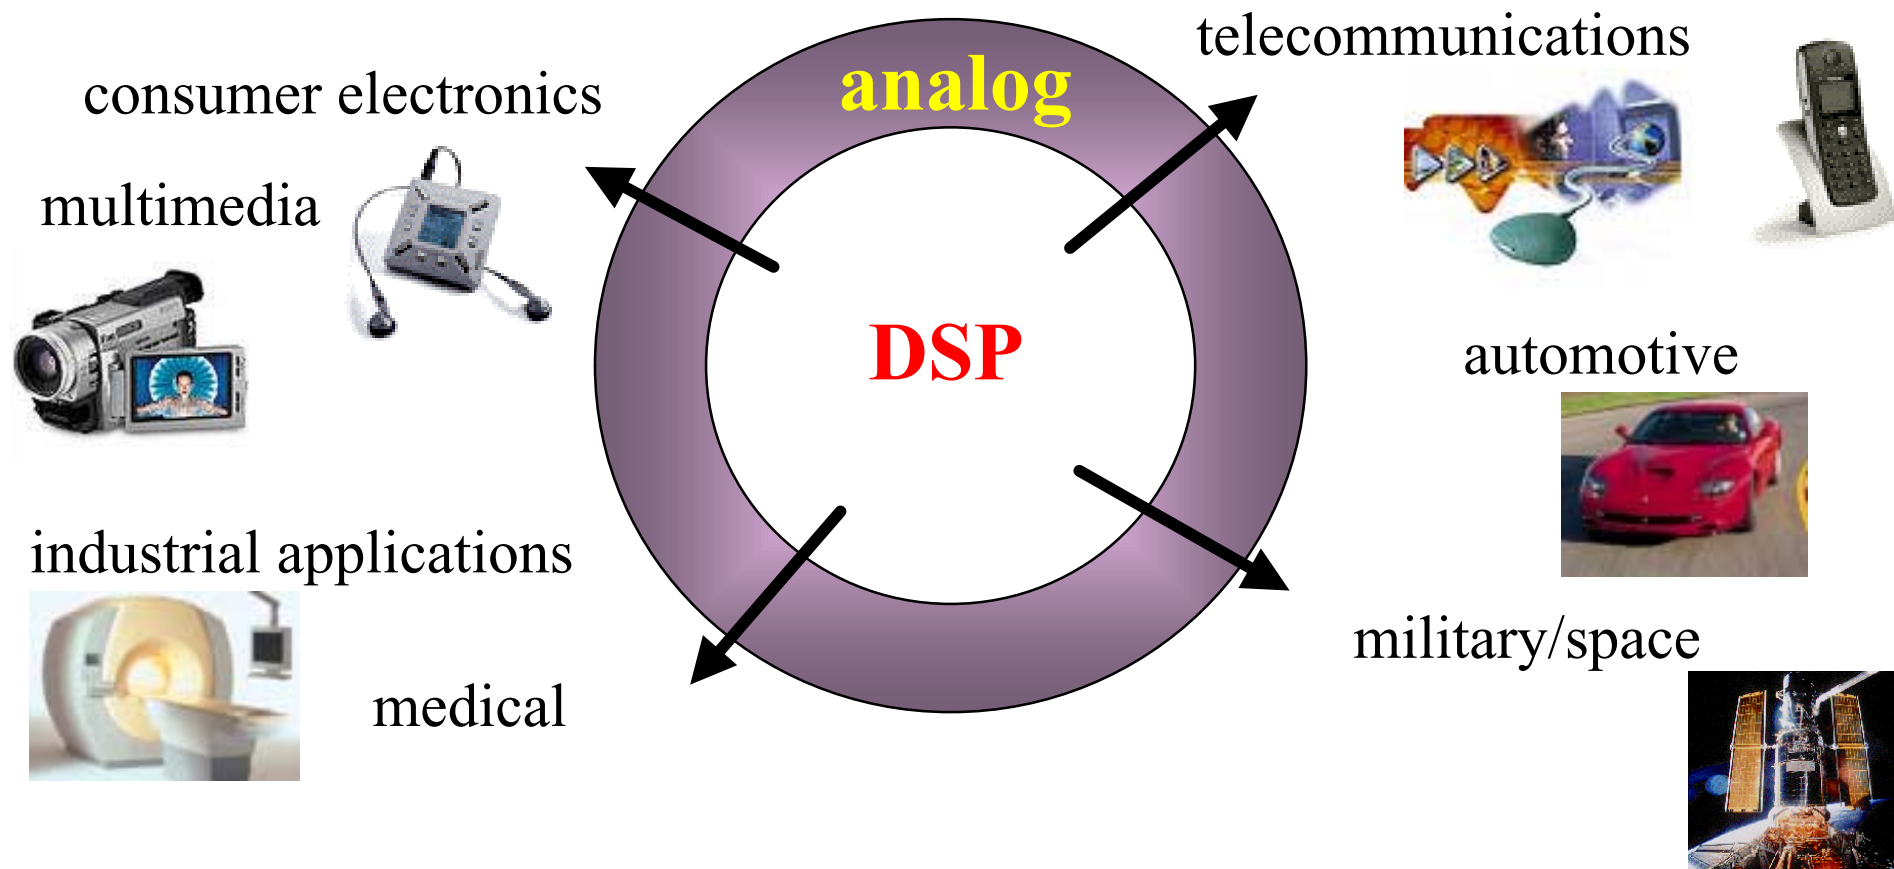 telecommunications
analog
consumer electronics
multimedia
DSP
automotive
industrial applications
military/space
medical